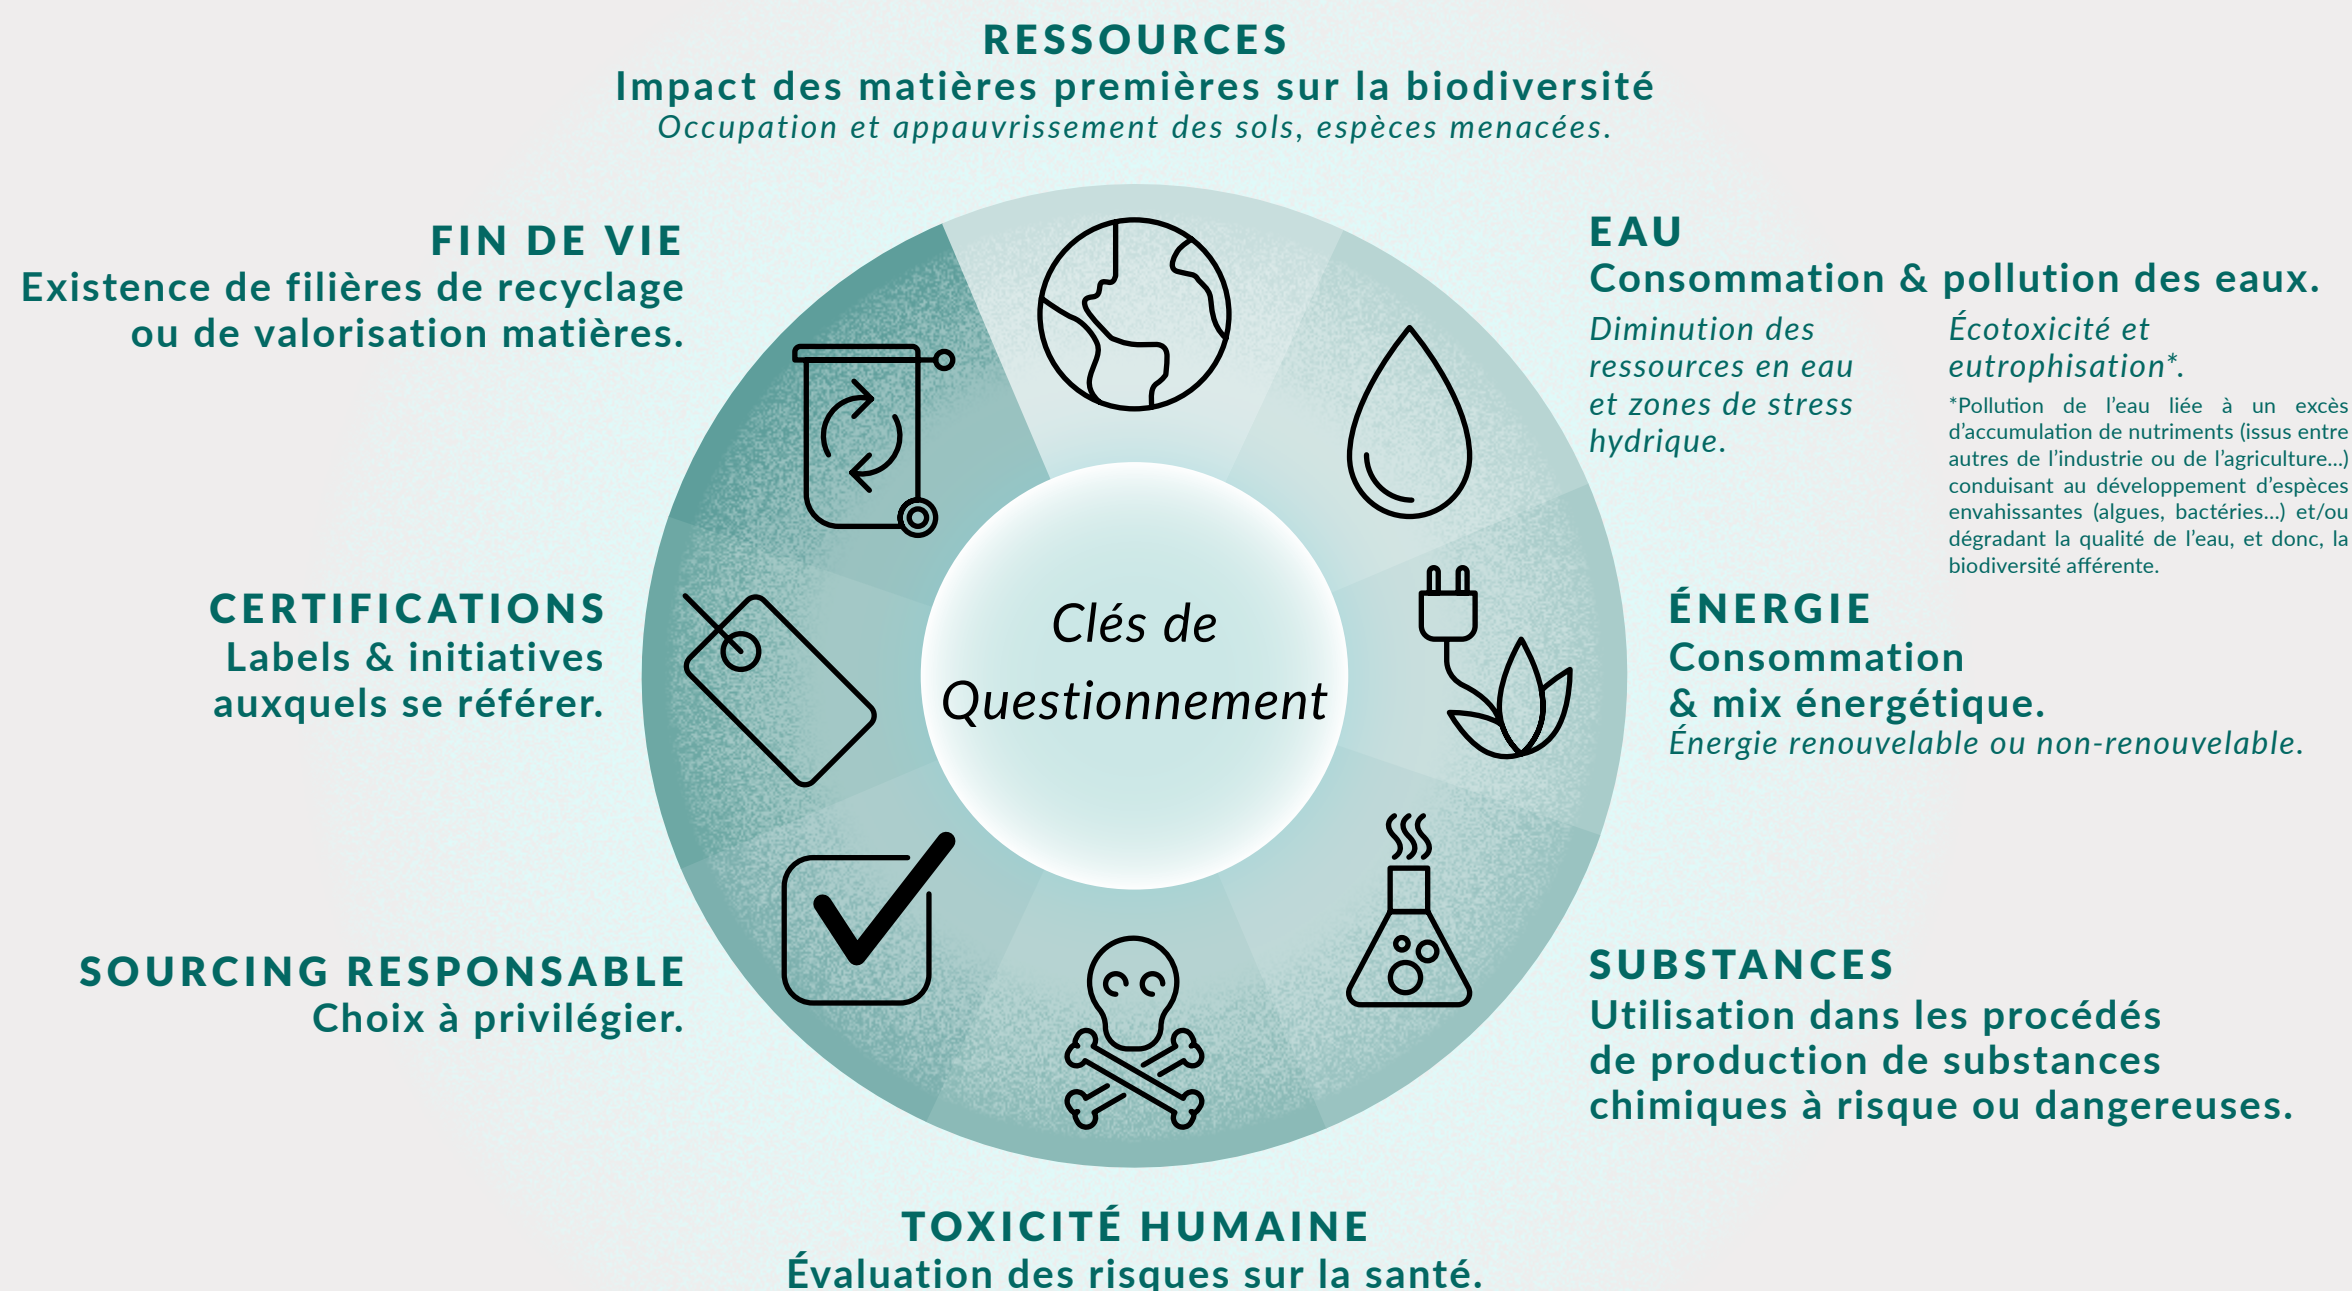 RESSOURCES
Impact des matières premières sur la biodiversité
Occupation et appauvrissement des sols, espèces menacées.
EAU
Consommation & pollution des eaux.
Diminution des
ressources en eau
et zones de stress
hydrique.
Écotoxicité et
eutrophisation*.
*Pollution de l’eau liée à un excès
d’accumulation de nutriments (issus entre
autres de l’industrie ou de l’agriculture...)
conduisant au développement d’espèces
envahissantes (algues, bactéries...) et/ou
dégradant la qualité de l’eau, et donc, la
biodiversité afférente.
ÉNERGIE
Consommation
& mix énergétique.
Énergie renouvelable ou non-renouvelable.
SUBSTANCES
Utilisation dans les procédés
de production de substances
chimiques à risque ou dangereuses.
TOXICITÉ HUMAINE
Évaluation des risques sur la santé.
SOURCING RESPONSABLE
Choix à privilégier.
CERTIFICATIONS
Labels & initiatives
auxquels se référer.
FIN DE VIE
Existence de filières de recyclage
ou de valorisation matières.
Clés de
Questionnement